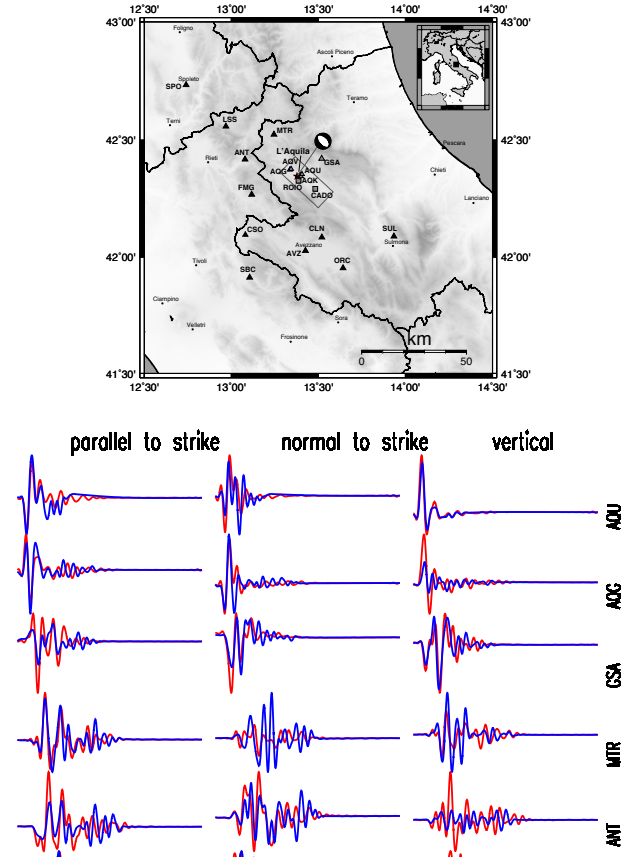 12°30' 13°00' 13°30' 14°00' 14°30'
43°00' 43°00'
Foligno
Ascoli Piceno
Spoleto
SPO
Teramo
LSS
Terni
MTR
42°30' 42°30'
Pescara
L'Aquila
ANT
Rieti
AQV
GSA
AQG
AQU
Chieti
AQK
ROIO
FMG
CADO
Lanciano
CSO
CLN
SUL
Avezzano
Sulmona
AVZ
42°00' 42°00'
Tivoli
ORC
SBC
Ciampino
Sora
Velletri
Frosinone
km
0 50
41°30' 41°30'
12°30' 13°00' 13°30' 14°00' 14°30'
parallel to strike normal to strike vertical
AQU
AQG
GSA
MTR
ANT